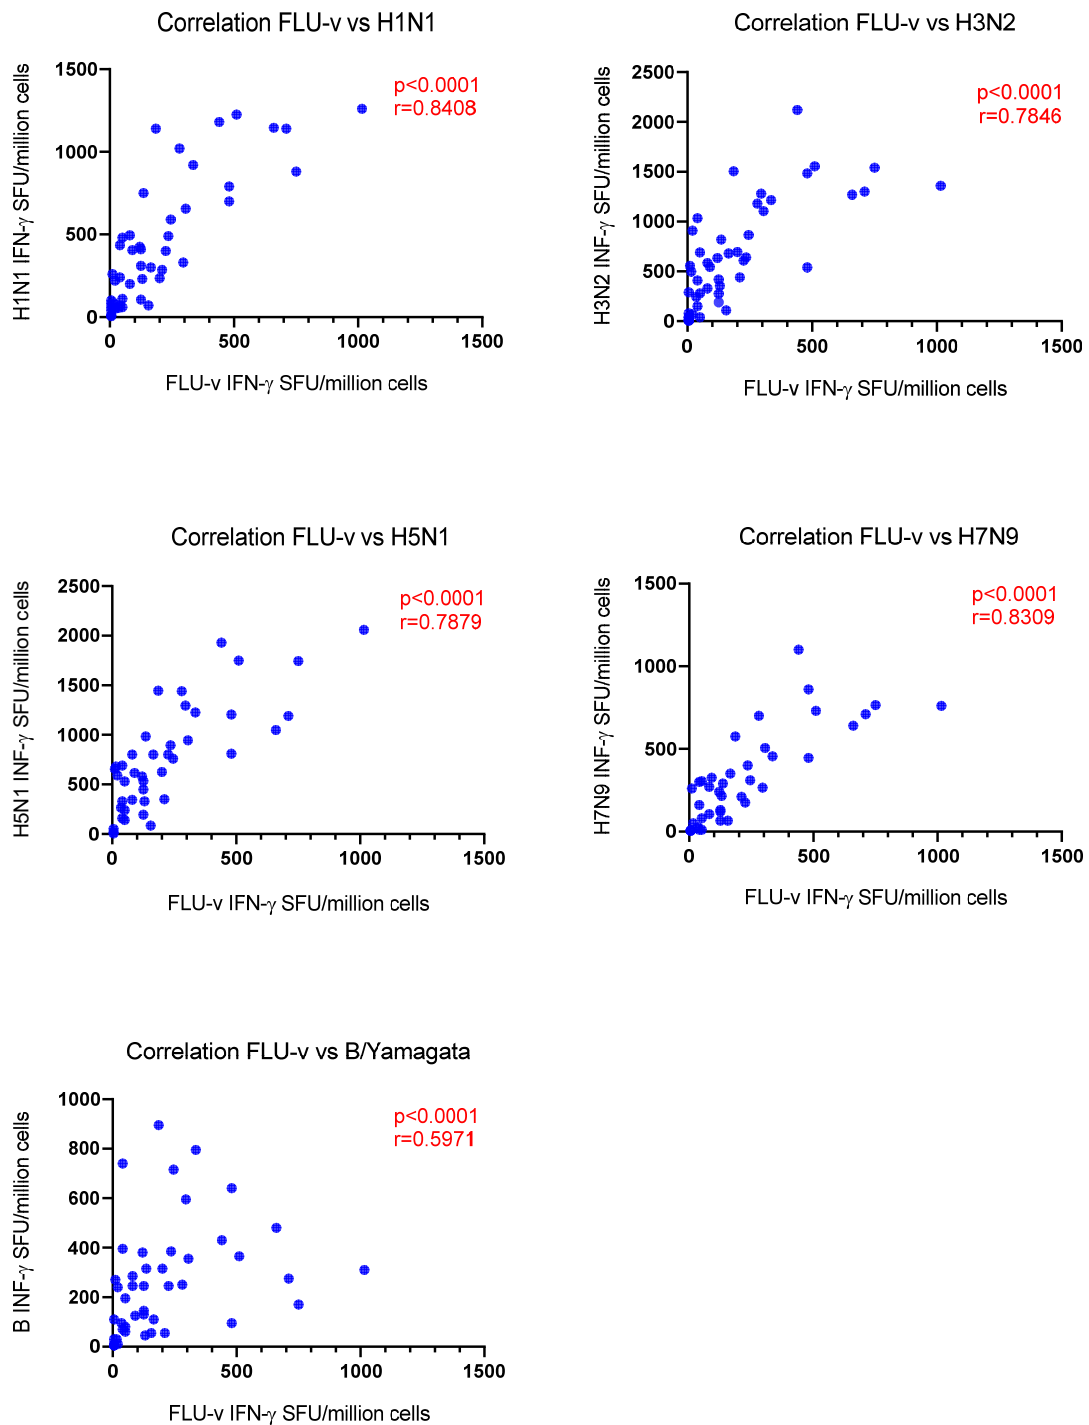 Correlation FLU-v vs H1N1
p<0.0001
r=0.8408
H1N1 IFN-γ SFU/million cells
1500
1000
500
0
0 500 1000 1500
FLU-v IFN-γ SFU/million cells
Correlation FLU-v vs H3N2
p<0.0001
r=0.7846
H3N2 INF-γ SFU/million cells
2500
2000
1500
1000
500
0
0 500 1000 1500
FLU-v IFN-γ SFU/million cells
Correlation FLU-v vs H5N1
p<0.0001
r=0.7879
H5N1 INF-γ SFU/million cells
2500
2000
1500
1000
500
0
0 500 1000 1500
FLU-v IFN-γ SFU/million cells
Correlation FLU-v vs H7N9
p<0.0001
r=0.8309
H7N9 INF-γ SFU/million cells
1500
1000
500
0
0 500 1000 1500
FLU-v IFN-γ SFU/million cells
Correlation FLU-v vs B/Yamagata
p<0.0001
r=0.5971
B INF-γ SFU/million cells
1000
800
600
400
200
0
0 500 1000 1500
FLU-v IFN-γ SFU/million cells